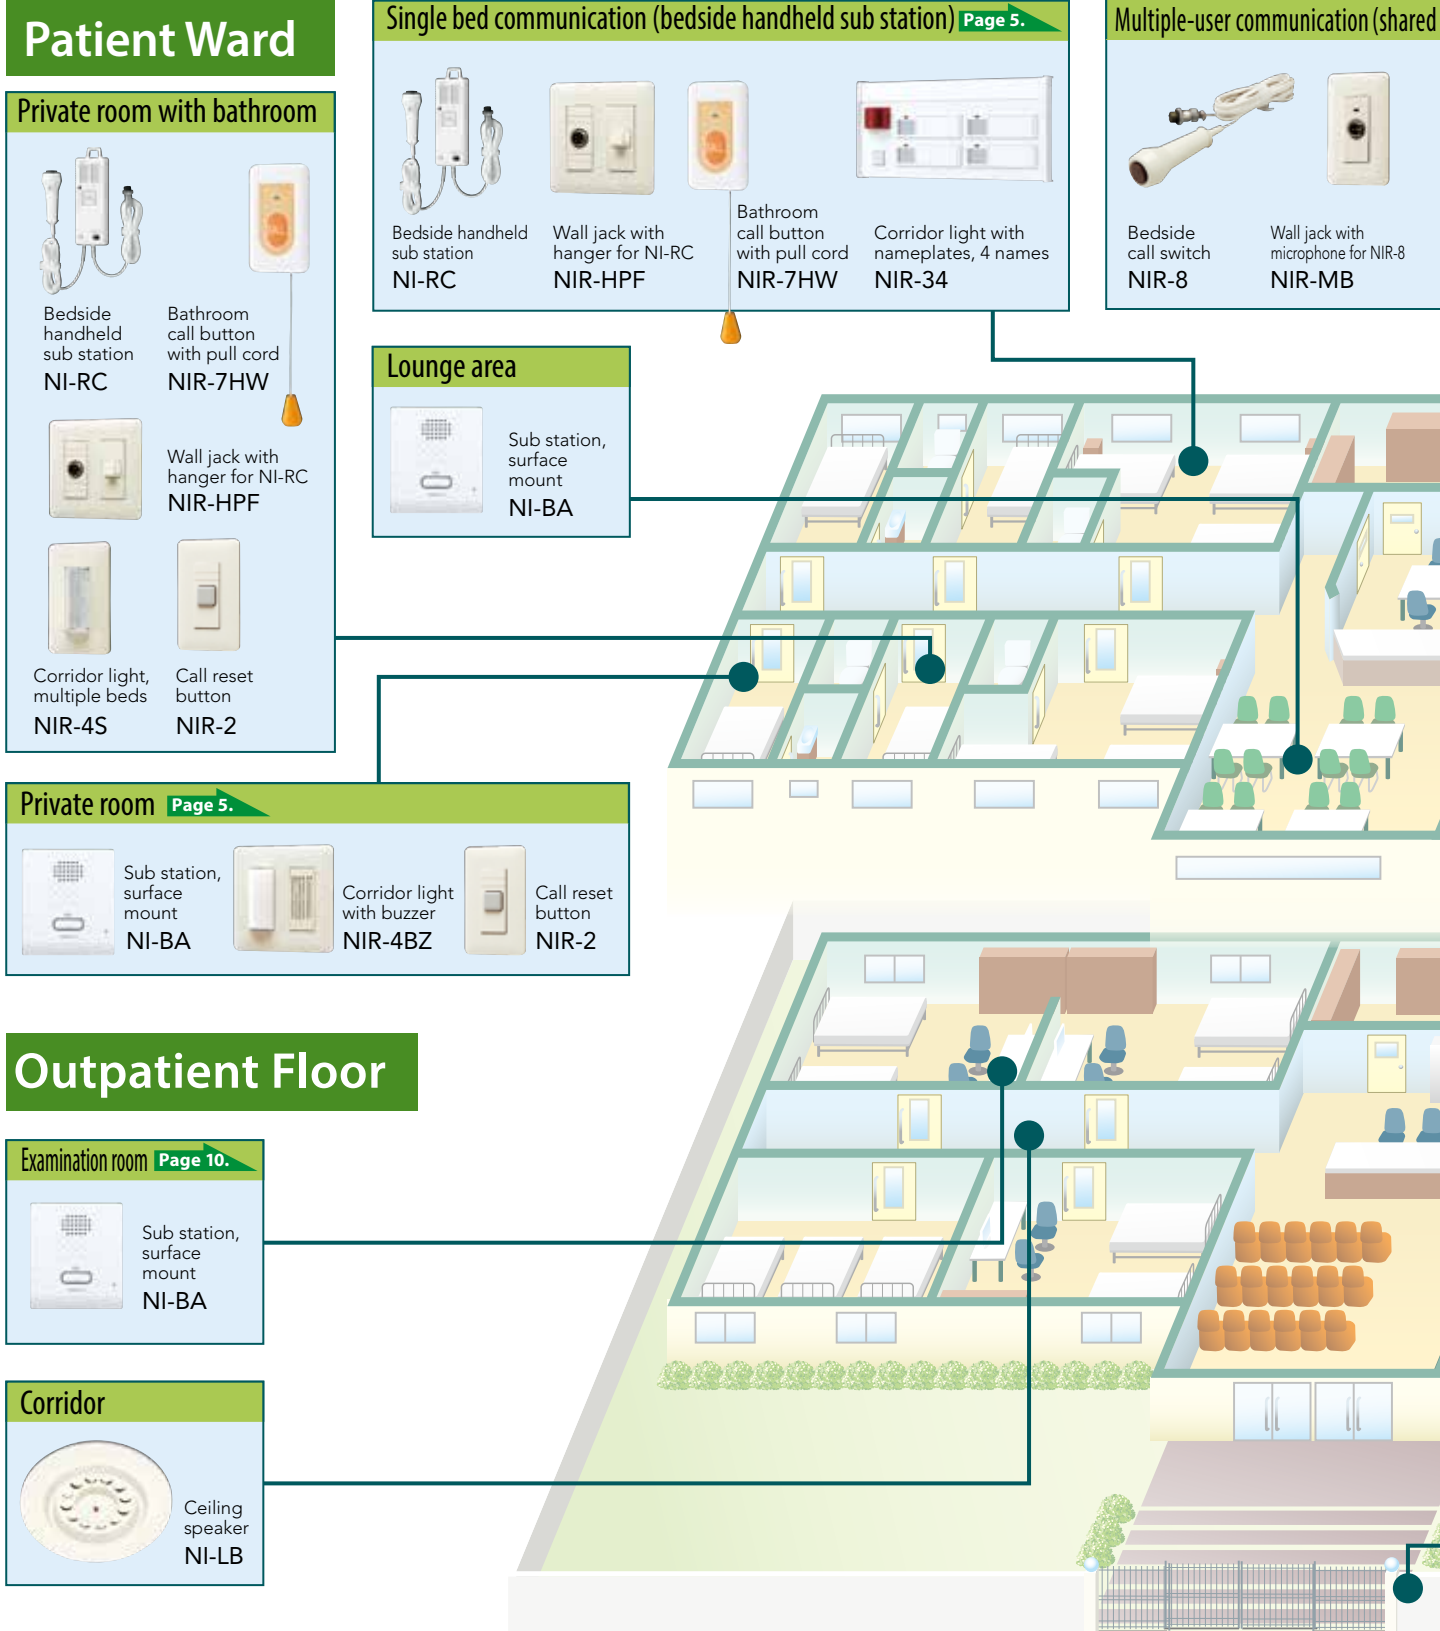 Patient Ward
Private room with bathroom
Bedside
handheld
sub station
NI-RC
Bathroom
call button
with pull cord
NIR-7HW
Wall jack with
hanger for NI-RC
NIR-HPF
Corridor light,
multiple beds
NIR-4S
Call reset
button
NIR-2
Single bed communication (bedside handheld sub station) Page 5.
Bedside handheld
sub station
NI-RC
Wall jack with
hanger for NI-RC
NIR-HPF
Bathroom
call button
with pull cord
NIR-7HW
Corridor light with
nameplates, 4 names
NIR-34
Multiple-user communication (shared
Bedside
call switch
NIR-8
Wall jack with
microphone for NIR-8
NIR-MB
Lounge area
Sub station,
surface
mount
NI-BA
Private room Page 5.
Sub station,
surface
mount
NI-BA
Corridor light
with buzzer
NIR-4BZ
Call reset
button
NIR-2
Outpatient Floor
Examination room Page 10.
Sub station,
surface
mount
NI-BA
Corridor
Ceiling
speaker
NI-LB